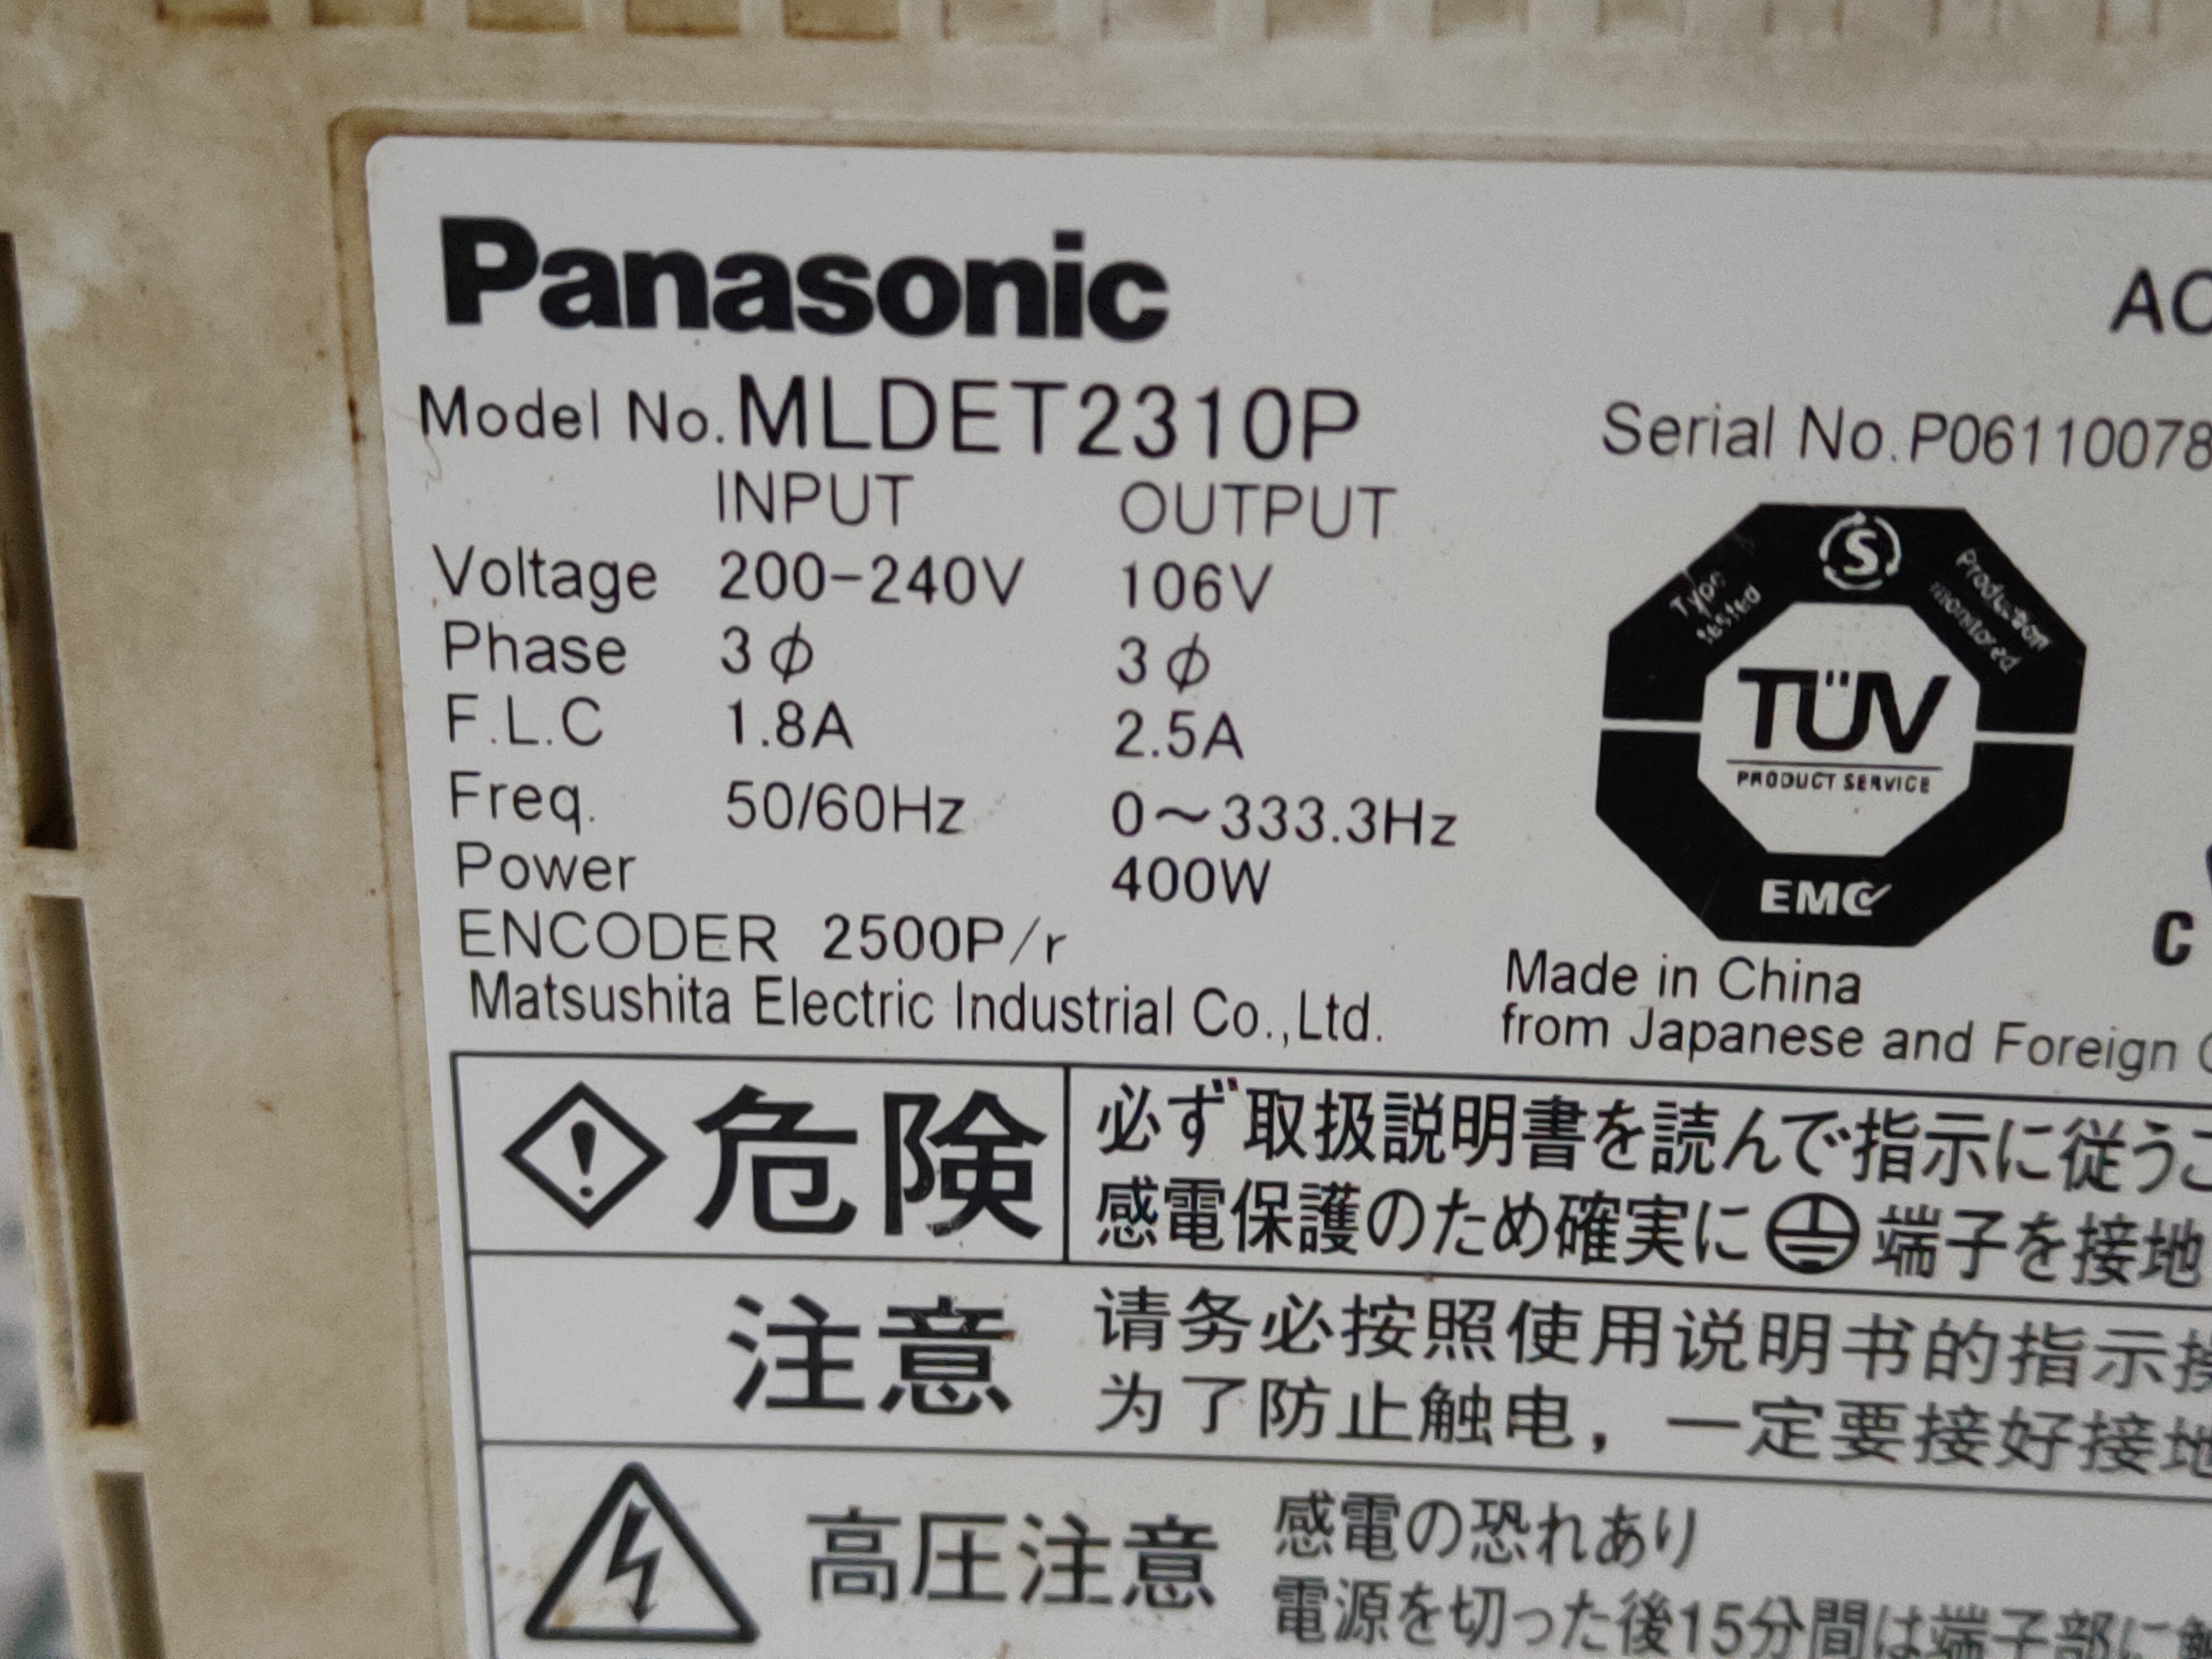 Panasonic
AC
Model No. MLDET2310P
Serial No. P06110078
INPUT OUTPUT
Voltage 200-240V 106V
Phase 3ϕ 3ϕ
F.L.C 1.8A 2.5A
Freq. 50/60Hz 0～333.3Hz
Power 400W
ENCODER 2500P/r
Matsushita Electric Industrial Co.,Ltd.
S
Type tested
Production monitored
TÜV
PRODUCT SERVICE
EMC
C
Made in China
from Japanese and Foreign
危険
必ず取扱説明書を読んで指示に従うこ
感電保護のため確実に 端子を接地
注意
请务必按照使用说明书的指示接
为了防止触电，一定要接好接地
高圧注意
感電の恐れあり
電源を切った後15分間は端子部に触